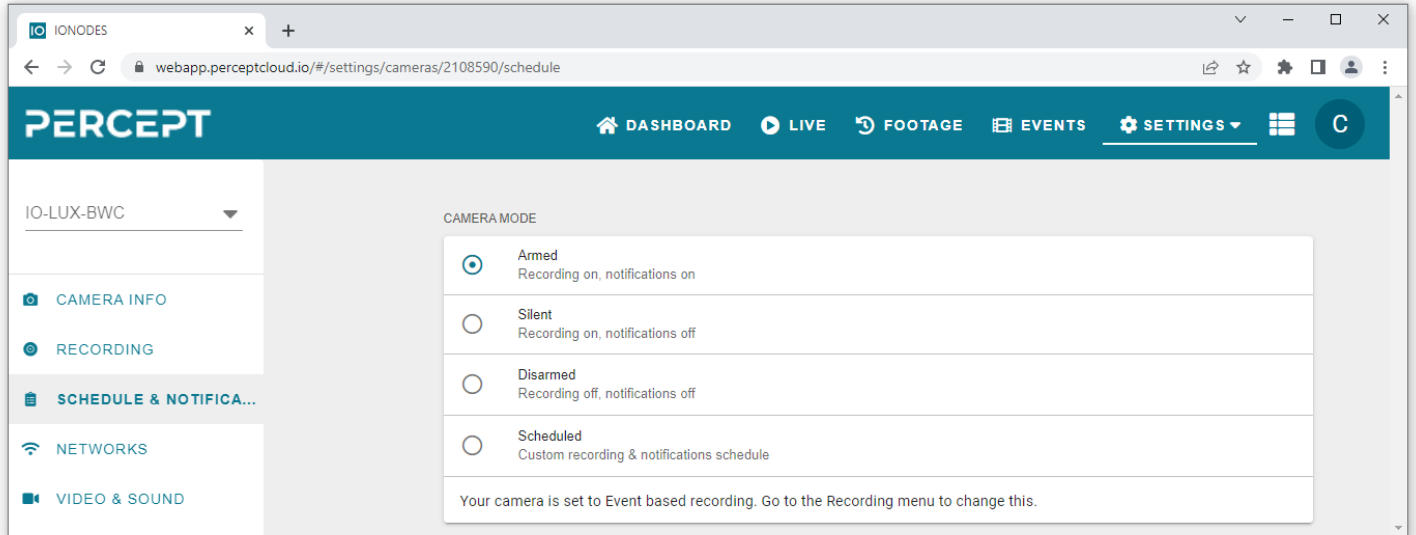 IO IONODES
webapp.perceptcloud.io/#/settings/cameras/2108590/schedule
PERCEPT
DASHBOARD LIVE FOOTAGE EVENTS SETTINGS C
IO-LUX-BWC
CAMERA INFO
RECORDING
SCHEDULE & NOTIFICA...
NETWORKS
VIDEO & SOUND
CAMERA MODE
Armed
Recording on, notifications on
Silent
Recording on, notifications off
Disarmed
Recording off, notifications off
Scheduled
Custom recording & notifications schedule
Your camera is set to Event based recording. Go to the Recording menu to change this.